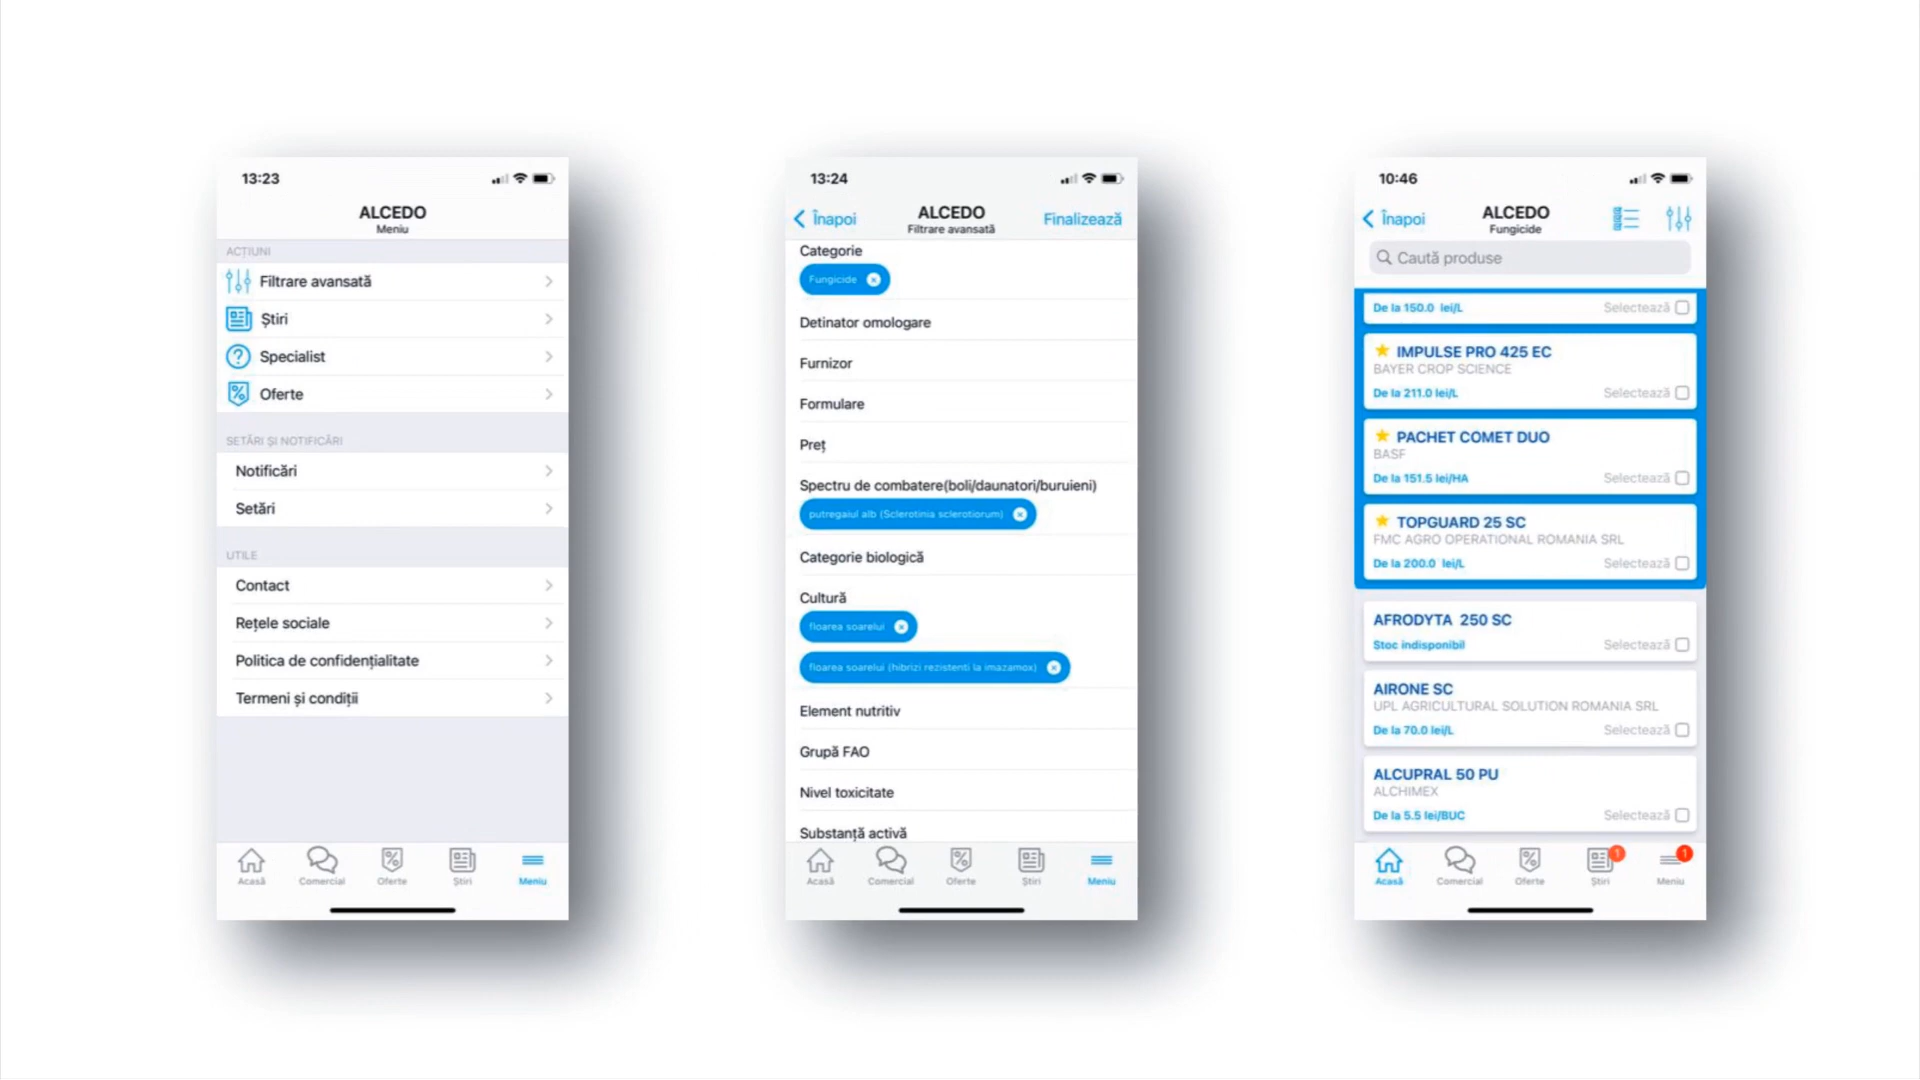 13:23
ALCEDO
Meniu
ACȚIUNI
Filtrare avansată
Știri
Specialist
Oferte
SETĂRI ȘI NOTIFICĂRI
Notificări
Setări
UTILE
Contact
Rețele sociale
Politica de confidențialitate
Termeni și condiții
Acasă
Comercial
Oferte
Știri
Meniu
13:24
Înapoi
ALCEDO
Filtrare avansată
Finalizează
Categorie
Fungicide
Detinator omologare
Furnizor
Formulare
Preț
Spectru de combatere(boli/daunatori/buruieni)
putregaiul alb (Sclerotinia sclerotiorum)
Categorie biologică
Cultură
floarea soarelui
floarea soarelui (hibrizi rezistenti la imazamox)
Element nutritiv
Grupă FAO
Nivel toxicitate
Substanță activă
Acasă
Comercial
Oferte
Știri
Meniu
10:46
Înapoi
ALCEDO
Fungicide
Caută produse
De la 150.0 lei/L
Selectează
IMPULSE PRO 425 EC
BAYER CROP SCIENCE
De la 211.0 lei/L
Selectează
PACHET COMET DUO
BASF
De la 151.5 lei/HA
Selectează
TOPGUARD 25 SC
FMC AGRO OPERATIONAL ROMANIA SRL
De la 200.0 lei/L
Selectează
AFRODYTA 250 SC
Stoc indisponibil
Selectează
AIRONE SC
UPL AGRICULTURAL SOLUTION ROMANIA SRL
De la 70.0 lei/L
Selectează
ALCUPRAL 50 PU
ALCHIMEX
De la 5.5 lei/BUC
Selectează
1
1
Acasă
Comercial
Oferte
Știri
Meniu